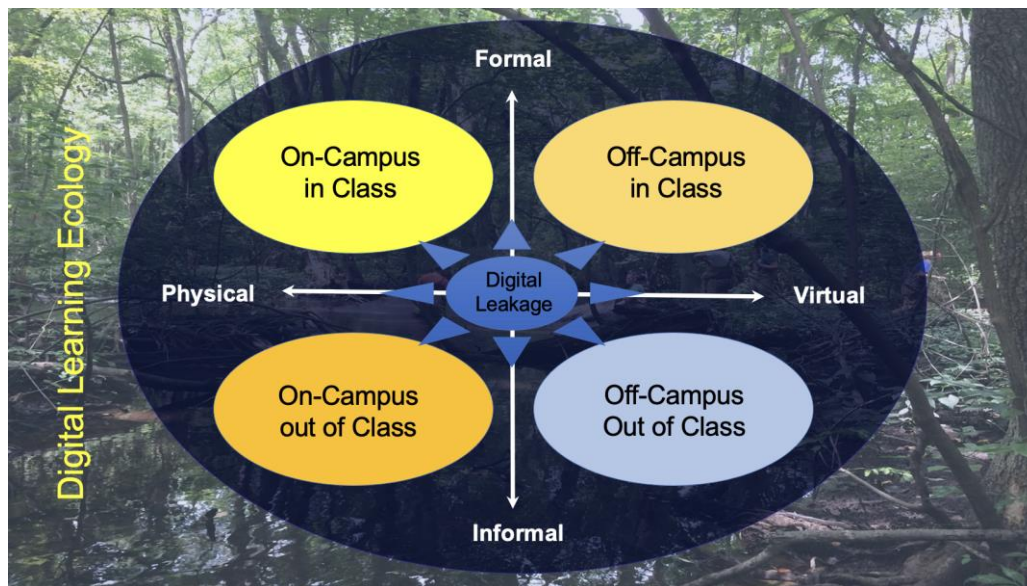 Digital Learning Ecology
Formal
On-Campus
in Class
Off-Campus
in Class
Physical
Digital
Leakage
Virtual
On-Campus
out of Class
Off-Campus
Out of Class
Informal